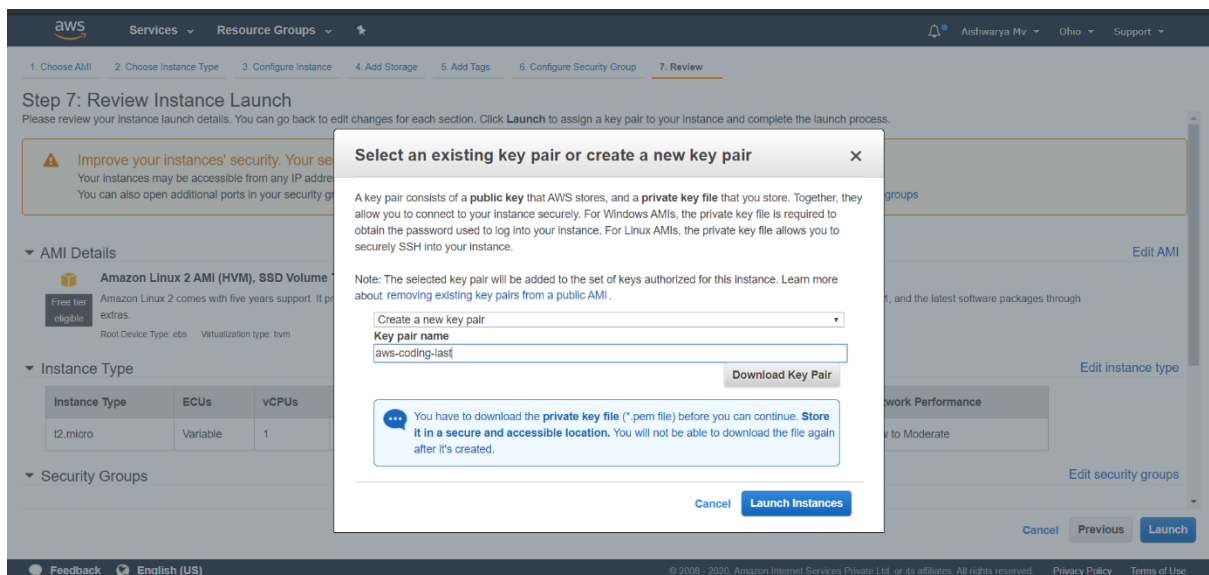 aws Services Resource Groups Aishwarya Mv Ohio Support
1. Choose AMI 2. Choose Instance Type 3. Configure Instance 4. Add Storage 5. Add Tags 6. Configure Security Group 7. Review
Step 7: Review Instance Launch
Please review your instance launch details. You can go back to edit changes for each section. Click Launch to assign a key pair to your instance and complete the launch process.
Improve your instances' security. Your se
Your instances may be accessible from any IP addre
You can also open additional ports in your security gr groups
Select an existing key pair or create a new key pair
A key pair consists of a public key that AWS stores, and a private key file that you store. Together, they
allow you to connect to your instance securely. For Windows AMIs, the private key file is required to
obtain the password used to log into your instance. For Linux AMIs, the private key file allows you to
securely SSH into your instance.
Note: The selected key pair will be added to the set of keys authorized for this instance. Learn more
about removing existing key pairs from a public AMI.
Create a new key pair
Key pair name
aws-coding-last
Download Key Pair
You have to download the private key file (*.pem file) before you can continue. Store
it in a secure and accessible location. You will not be able to download the file again
after it's created.
Cancel Launch Instances
AMI Details Edit AMI
Amazon Linux 2 AMI (HVM), SSD Volume
Free tier
eligible
Amazon Linux 2 comes with five years support. It pr 1, and the latest software packages through
extras.
Root Device Type: ebs Virtualization type: hvm
Instance Type Edit instance type
Instance Type ECUs vCPUs work Performance
t2.micro Variable 1 to Moderate
Security Groups Edit security groups
Cancel Previous Launch
Feedback English (US) © 2008 - 2020, Amazon Internet Services Private Ltd. or its affiliates. All rights reserved. Privacy Policy Terms of Use